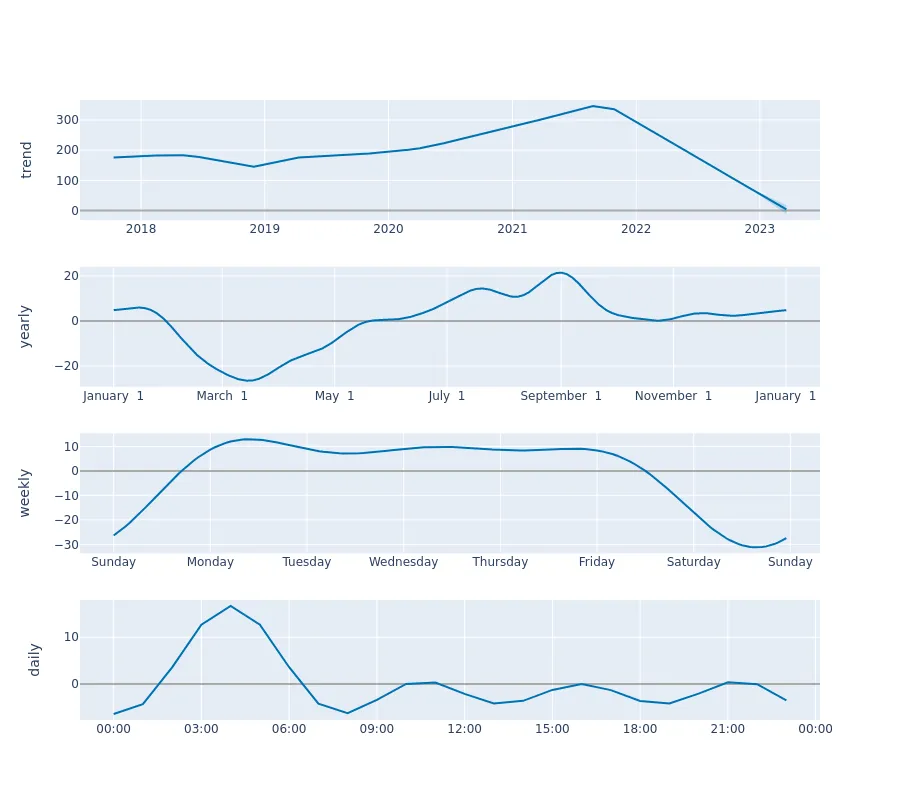 trend
300
200
100
0
2018 2019 2020 2021 2022 2023
yearly
20
0
−20
January 1 March 1 May 1 July 1 September 1 November 1 January 1
weekly
10
0
−10
−20
−30
Sunday Monday Tuesday Wednesday Thursday Friday Saturday Sunday
daily
10
0
00:00 03:00 06:00 09:00 12:00 15:00 18:00 21:00 00:00